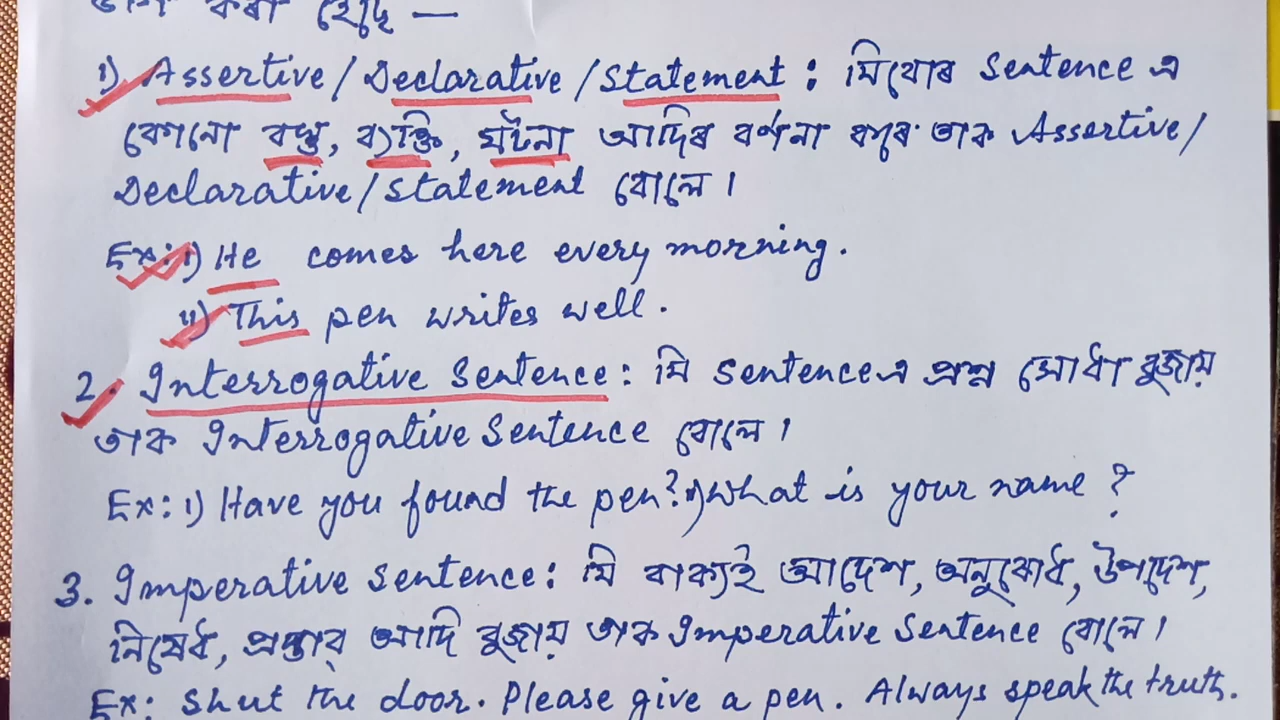 ভাগ কৰা হৈছে —
i) Assertive/Declarative/Statement: যিবোৰ Sentence এ
কোনো বস্তু, ব্যক্তি, ঘটনা আদিৰ বৰ্ণনা কৰে তাক Assertive/
Declarative/Statement বোলে।
Ex: i) He comes here every morning.
ii) This pen writes well.
2. Interrogative Sentence: যি Sentence এ প্ৰশ্ন সোধা বুজায়
তাক Interrogative Sentence বোলে।
Ex: i) Have you found the pen? ii) What is your name?
3. Imperative Sentence: যি বাক্যই আদেশ, অনুৰোধ, উপদেশ,
নিষেধ, প্ৰস্তাৱ আদি বুজায় তাক Imperative Sentence বোলে।
Ex: Shut the door. Please give a pen. Always speak the truth.